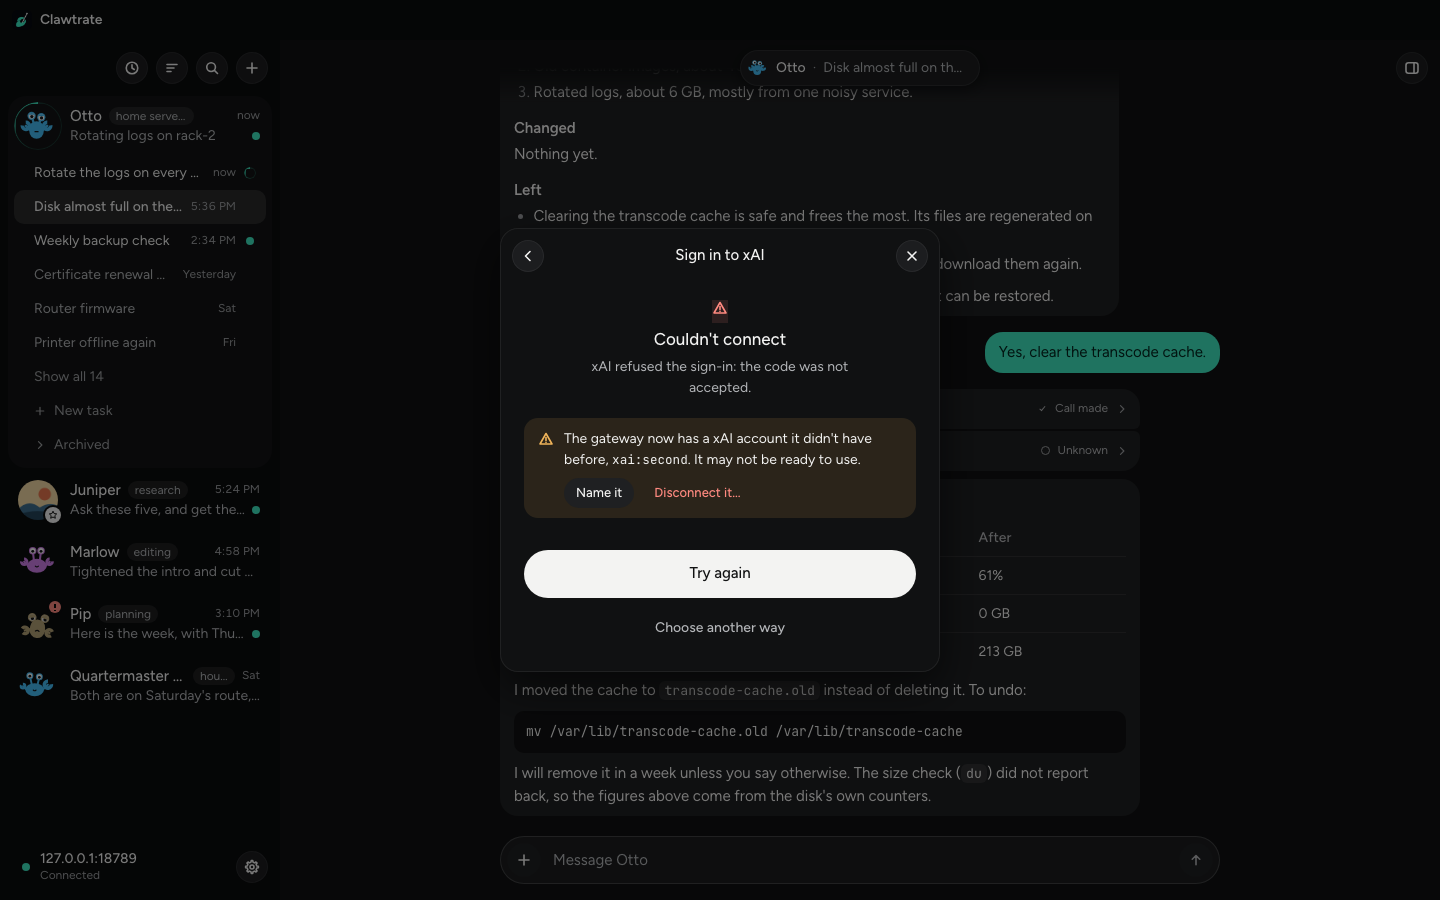 Clawtrate
Otto home serve... now
Rotating logs on rack-2
Rotate the logs on every ... now
Disk almost full on the... 5:36 PM
Weekly backup check 2:34 PM
Certificate renewal ... Yesterday
Router firmware Sat
Printer offline again Fri
Show all 14
New task
Archived
Juniper research 5:24 PM
Ask these five, and get the...
Marlow editing 4:58 PM
Tightened the intro and cut ...
Pip planning 3:10 PM
Here is the week, with Thu...
Quartermaster ... hou... Sat
Both are on Saturday's route,...
127.0.0.1:18789
Connected
Otto · Disk almost full on th...
3. Rotated logs, about 6 GB, mostly from one noisy service.
Changed
Nothing yet.
Left
• Clearing the transcode cache is safe and frees the most. Its files are regenerated on
download them again.
can be restored.
Yes, clear the transcode cache.
Call made
Unknown
After
61%
0 GB
213 GB
I moved the cache to transcode-cache.old instead of deleting it. To undo:
mv /var/lib/transcode-cache.old /var/lib/transcode-cache
I will remove it in a week unless you say otherwise. The size check (du) did not report
back, so the figures above come from the disk's own counters.
Message Otto
Sign in to xAI
Couldn't connect
xAI refused the sign-in: the code was not
accepted.
The gateway now has a xAI account it didn't have
before, xai:second. It may not be ready to use.
Name it Disconnect it...
Try again
Choose another way